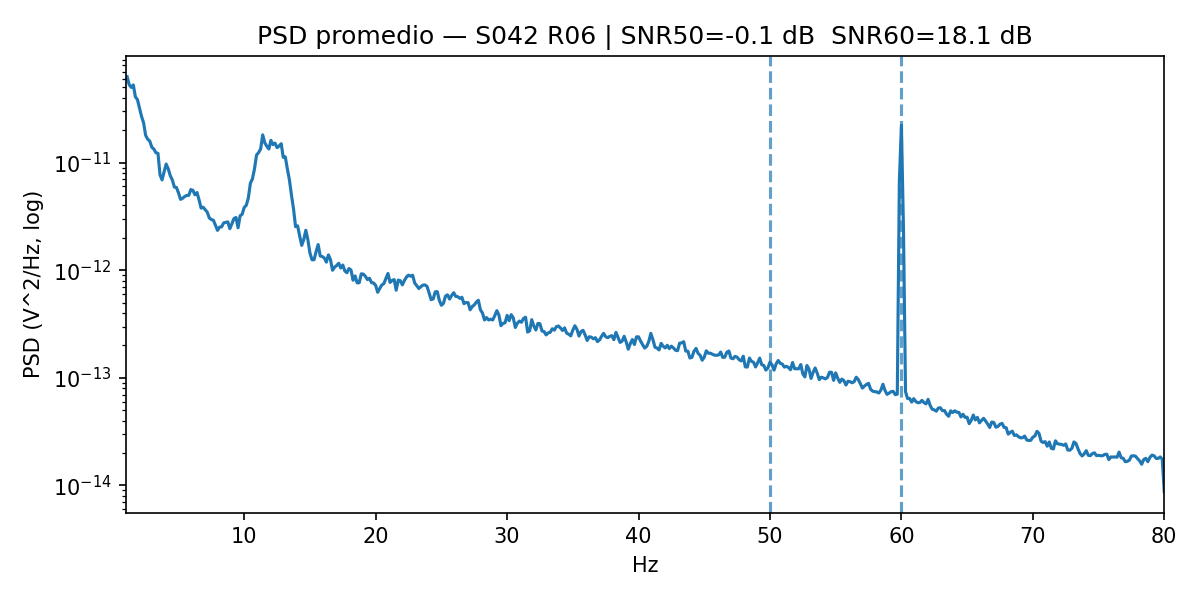 PSD promedio — S042 R06 | SNR50=-0.1 dB  SNR60=18.1 dB
PSD (V^2/Hz, log)
10⁻¹¹
10⁻¹²
10⁻¹³
10⁻¹⁴
10 20 30 40 50 60 70 80
Hz